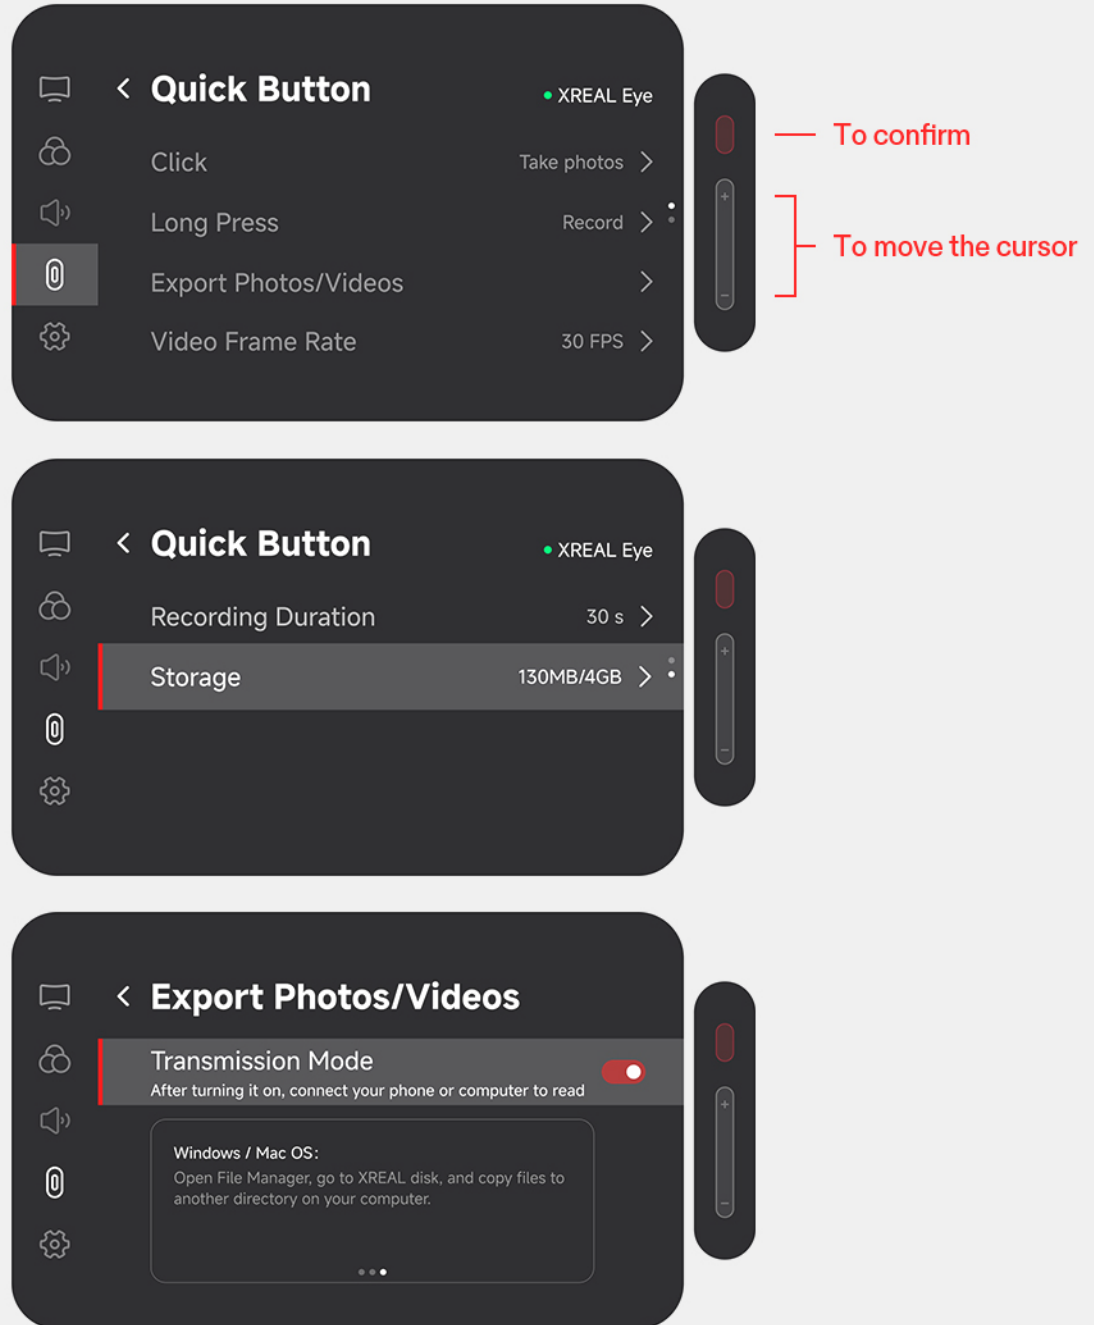 Quick Button
XREAL Eye
Click Take photos
Long Press Record
Export Photos/Videos
Video Frame Rate 30 FPS
+
-
To confirm
To move the cursor
Quick Button
XREAL Eye
Recording Duration 30 s
Storage 130MB/4GB
+
-
Export Photos/Videos
Transmission Mode
After turning it on, connect your phone or computer to read
Windows / Mac OS:
Open File Manager, go to XREAL disk, and copy files to
another directory on your computer.
+
-